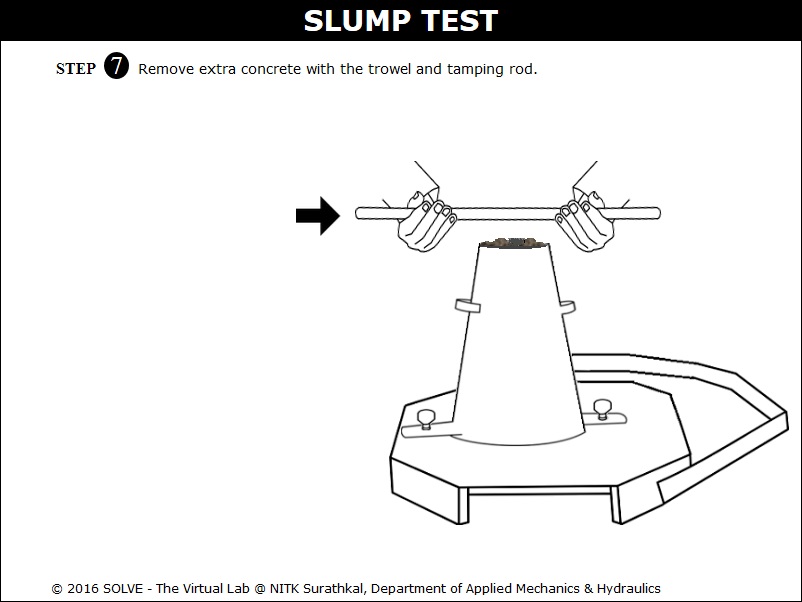 SLUMP TEST
STEP 7 Remove extra concrete with the trowel and tamping rod.
© 2016 SOLVE - The Virtual Lab @ NITK Surathkal, Department of Applied Mechanics & Hydraulics